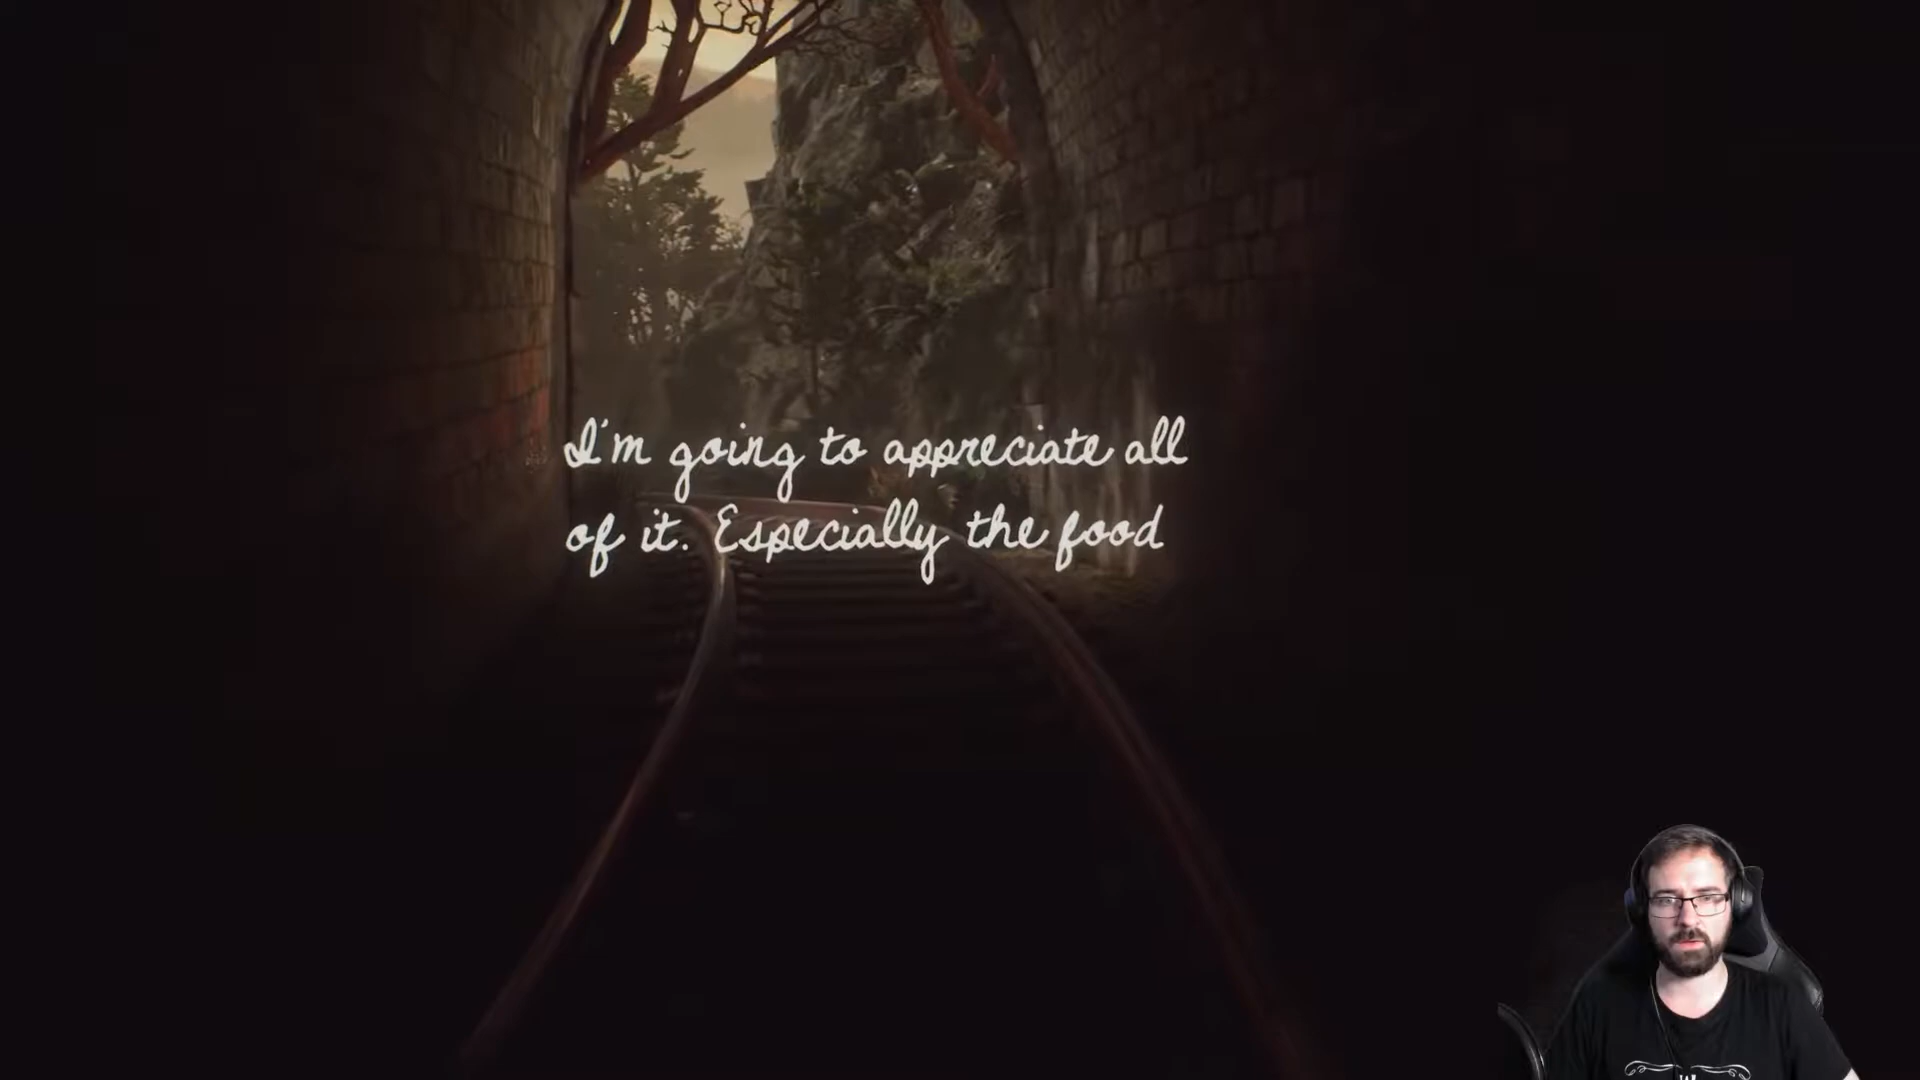 I'm going to appreciate all
of it. Especially the food
W